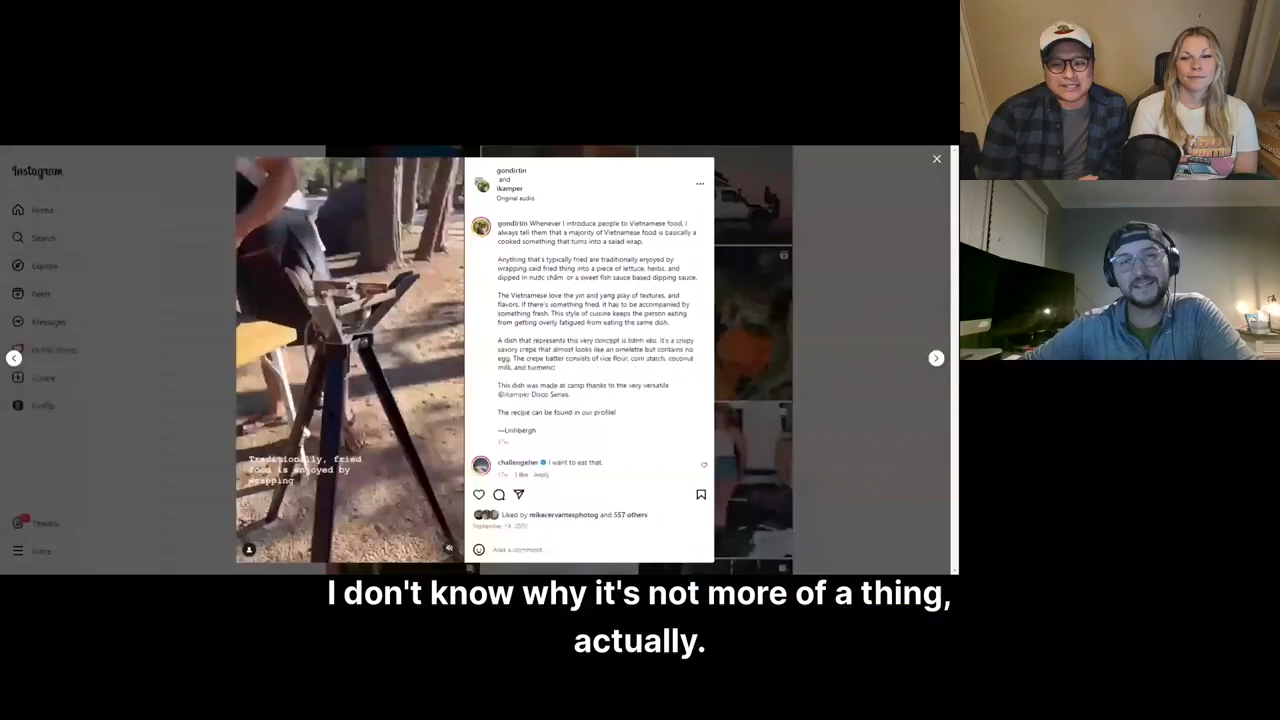 Instagram
Home
Search
Explore
Reels
Messages
gondirtin
and
ikamper
Original audio
gondirtin Whenever I introduce people to Vietnamese food, I
always tell them that a majority of Vietnamese food is basically a
cooked something that turns into a salad wrap.
Anything that's typically fried are traditionally enjoyed by
wrapping said fried thing into a piece of lettuce, herbs, and
dipped in nước chấm, or a sweet fish sauce based dipping sauce.
The Vietnamese love the yin and yang play of textures, and
flavors. If there's something fried, it has to be accompanied by
something fresh. This style of cuisine keeps the person eating
from getting overly fatigued from eating the same dish.
A dish that represents this very concept is bánh xèo. It's a crispy
savory crepe that almost looks like an omelette but contains no
egg. The crepe batter consists of rice flour, corn starch, coconut
milk, and turmeric!
This dish was made at camp thanks to the very versatile
@ikamper Disco Series.
The recipe can be found in our profile!
—Linhbergh
17w
challexgeher I want to eat that.
17w 1 like Reply
Liked by mikecervantesphotog and 557 others
September 14
Add a comment...
Traditionally, fried
food is enjoyed by
wrapping
Threads
More
I don't know why it's not more of a thing,
actually.